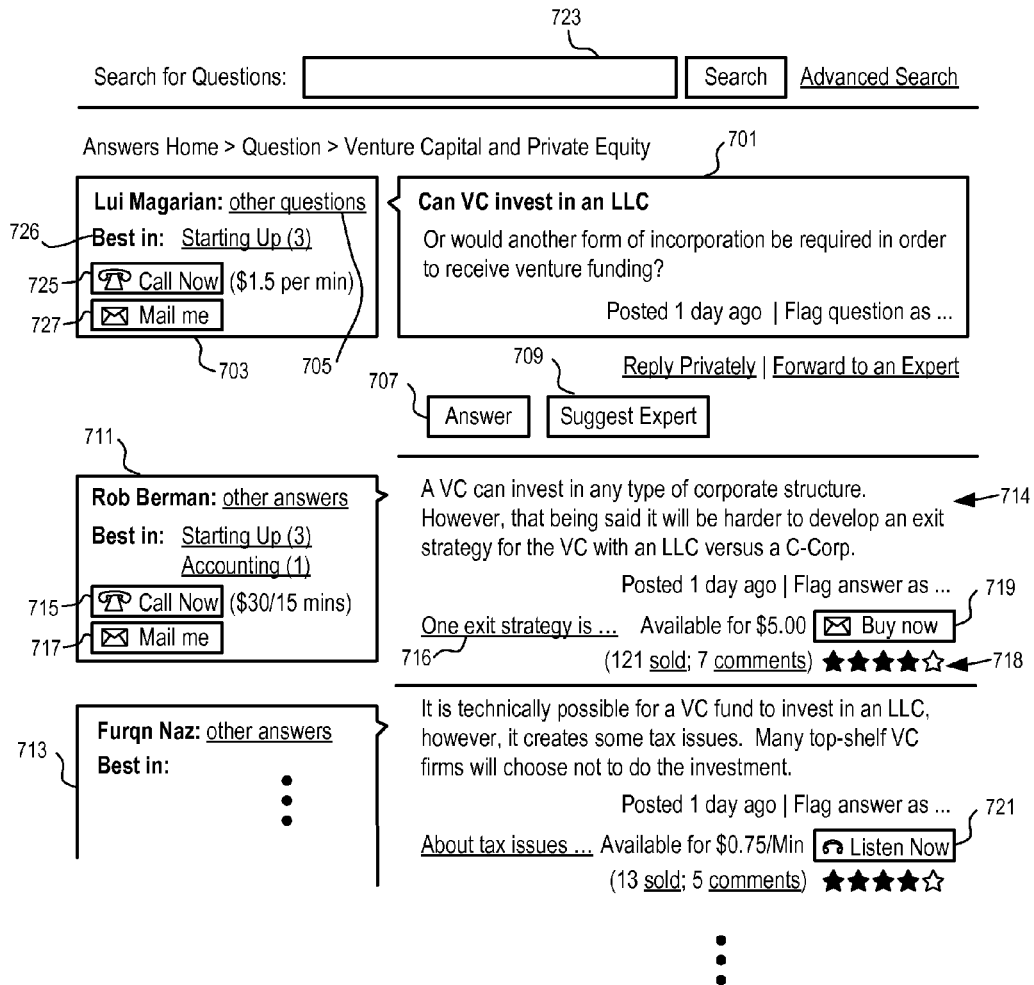 723
Search for Questions: Search Advanced Search
Answers Home > Question > Venture Capital and Private Equity
701
Lui Magarian: other questions
726
Best in: Starting Up (3)
725
Call Now ($1.5 per min)
727
Mail me
703
705
Can VC invest in an LLC
Or would another form of incorporation be required in order
to receive venture funding?
Posted 1 day ago | Flag question as ...
709
Reply Privately | Forward to an Expert
707
Answer Suggest Expert
711
Rob Berman: other answers
Best in: Starting Up (3)
Accounting (1)
715
Call Now ($30/15 mins)
717
Mail me
A VC can invest in any type of corporate structure.
714
However, that being said it will be harder to develop an exit
strategy for the VC with an LLC versus a C-Corp.
Posted 1 day ago | Flag answer as ...
719
One exit strategy is ... Available for $5.00 Buy now
716
(121 sold; 7 comments)
718
713
Furqn Naz: other answers
Best in:
It is technically possible for a VC fund to invest in an LLC,
however, it creates some tax issues. Many top-shelf VC
firms will choose not to do the investment.
Posted 1 day ago | Flag answer as ...
721
About tax issues ... Available for $0.75/Min Listen Now
(13 sold; 5 comments)